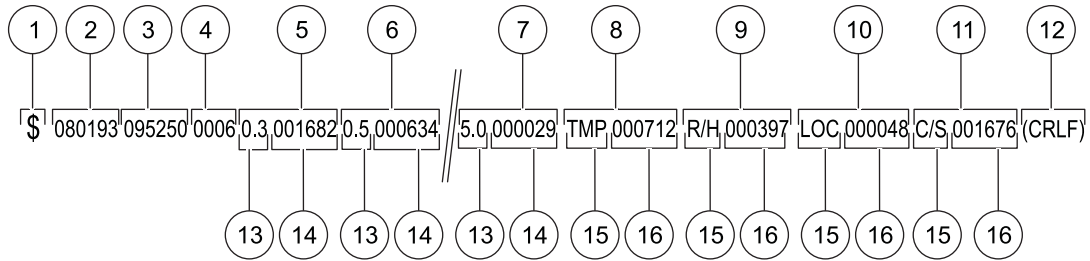 1 2 3 4 5 6 7 8 9 10 11 12
$ 080193 095250 0006 0.3 001682 0.5 000634 // 5.0 000029 TMP 000712 R/H 000397 LOC 000048 C/S 001676 (CRLF)
13 14 13 14 13 14 15 16 15 16 15 16 15 16